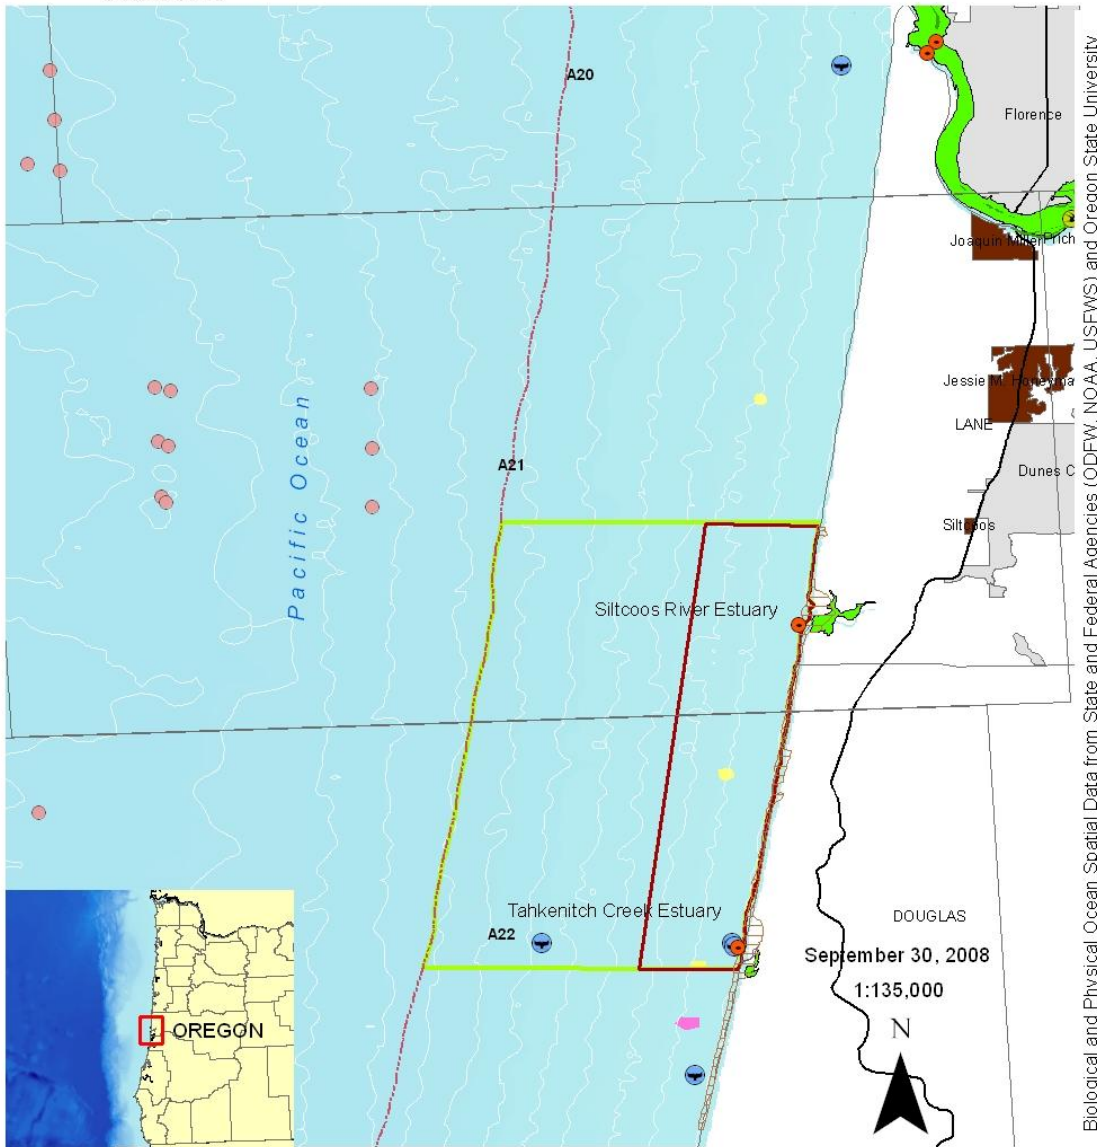 A20
Florence
Joaquin Miller
Prich
Jessie M. Honeyma
LANE
Pacific Ocean
A21
Dunes C
Siltcoos
Siltcoos River Estuary
Tahkenitch Creek Estuary
A22
DOUGLAS
September 30, 2008
1:135,000
N
OREGON
Biological and Physical Ocean Spatial Data from State and Federal Agencies (ODFW, NOAA, USFWS) and Oregon State University